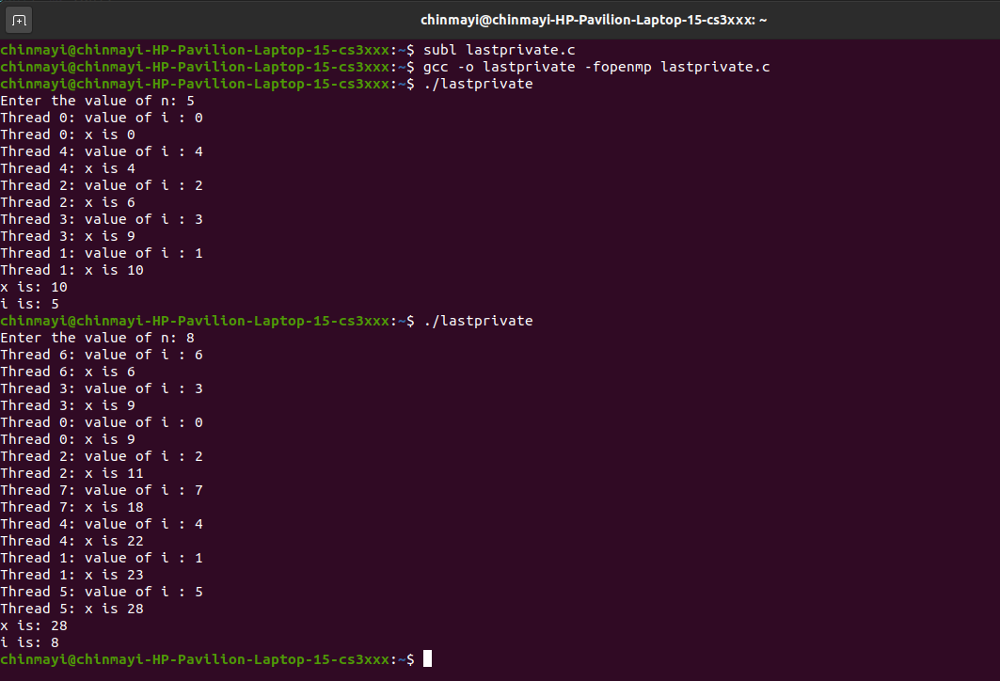 chinmayi@chinmayi-HP-Pavilion-Laptop-15-cs3xxx: ~
chinmayi@chinmayi-HP-Pavilion-Laptop-15-cs3xxx:~$ subl lastprivate.c
chinmayi@chinmayi-HP-Pavilion-Laptop-15-cs3xxx:~$ gcc -o lastprivate -fopenmp lastprivate.c
chinmayi@chinmayi-HP-Pavilion-Laptop-15-cs3xxx:~$ ./lastprivate
Enter the value of n: 5
Thread 0: value of i : 0
Thread 0: x is 0
Thread 4: value of i : 4
Thread 4: x is 4
Thread 2: value of i : 2
Thread 2: x is 6
Thread 3: value of i : 3
Thread 3: x is 9
Thread 1: value of i : 1
Thread 1: x is 10
x is: 10
i is: 5
chinmayi@chinmayi-HP-Pavilion-Laptop-15-cs3xxx:~$ ./lastprivate
Enter the value of n: 8
Thread 6: value of i : 6
Thread 6: x is 6
Thread 3: value of i : 3
Thread 3: x is 9
Thread 0: value of i : 0
Thread 0: x is 9
Thread 2: value of i : 2
Thread 2: x is 11
Thread 7: value of i : 7
Thread 7: x is 18
Thread 4: value of i : 4
Thread 4: x is 22
Thread 1: value of i : 1
Thread 1: x is 23
Thread 5: value of i : 5
Thread 5: x is 28
x is: 28
i is: 8
chinmayi@chinmayi-HP-Pavilion-Laptop-15-cs3xxx:~$